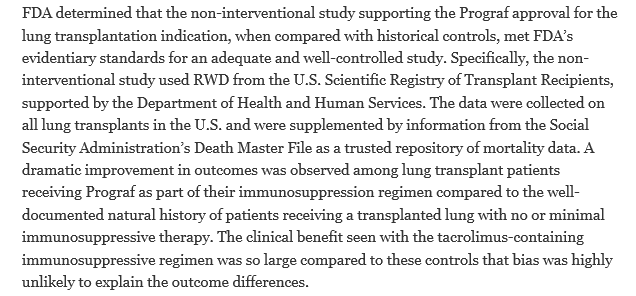 FDA determined that the non-interventional study supporting the Prograf approval for the
lung transplantation indication, when compared with historical controls, met FDA's
evidentiary standards for an adequate and well-controlled study. Specifically, the non-
interventional study used RWD from the U.S. Scientific Registry of Transplant Recipients,
supported by the Department of Health and Human Services. The data were collected on
all lung transplants in the U.S. and were supplemented by information from the Social
Security Administration's Death Master File as a trusted repository of mortality data. A
dramatic improvement in outcomes was observed among lung transplant patients
receiving Prograf as part of their immunosuppression regimen compared to the well-
documented natural history of patients receiving a transplanted lung with no or minimal
immunosuppressive therapy. The clinical benefit seen with the tacrolimus-containing
immunosuppressive regimen was so large compared to these controls that bias was highly
unlikely to explain the outcome differences.